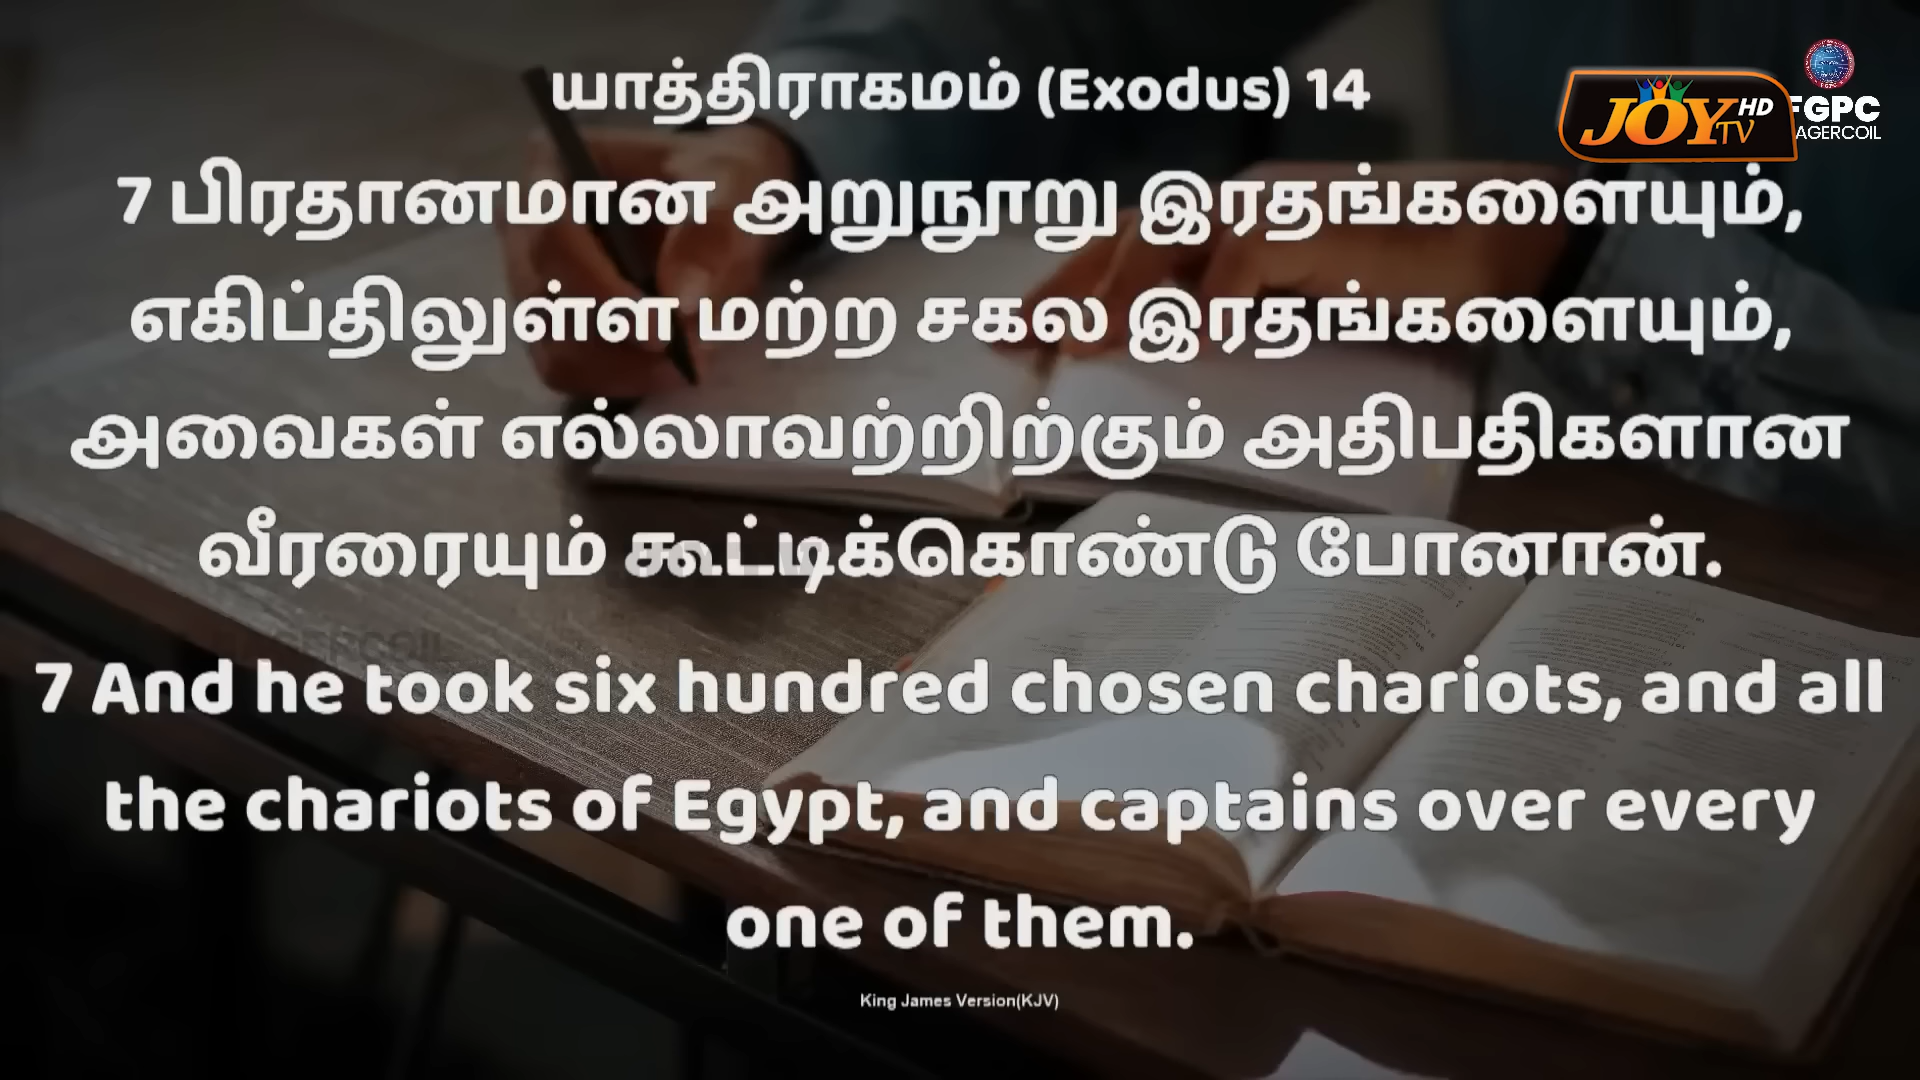 யாத்திராகமம் (Exodus) 14
JOY TV HD
FGPC
AGERCOIL
7 பிரதானமான அறுநூறு இரதங்களையும்,
எகிப்திலுள்ள மற்ற சகல இரதங்களையும்,
அவைகள் எல்லாவற்றிற்கும் அதிபதிகளான
வீரரையும் கூட்டிக்கொண்டு போனான்.
7 And he took six hundred chosen chariots, and all
the chariots of Egypt, and captains over every
one of them.
King James Version(KJV)